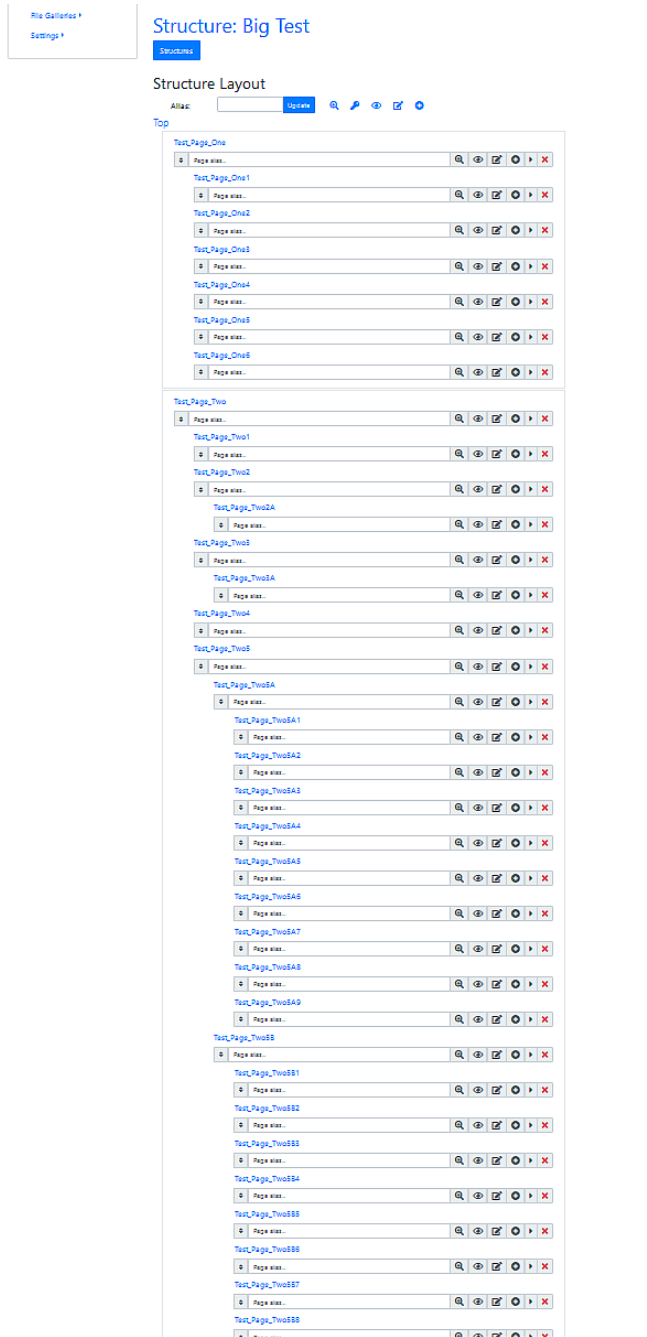 File Galleries
Settings
Structure: Big Test
Structures
Structure Layout
Alias: Update
Top
Test_Page_One
Page alias..
Test_Page_One1
Page alias..
Test_Page_One2
Page alias..
Test_Page_One3
Page alias..
Test_Page_One4
Page alias..
Test_Page_One5
Page alias..
Test_Page_One6
Page alias..
Test_Page_Two
Page alias..
Test_Page_Two1
Page alias..
Test_Page_Two2
Page alias..
Test_Page_Two2A
Page alias..
Test_Page_Two3
Page alias..
Test_Page_Two3A
Page alias..
Test_Page_Two4
Page alias..
Test_Page_Two5
Page alias..
Test_Page_Two5A
Page alias..
Test_Page_Two5A1
Page alias..
Test_Page_Two5A2
Page alias..
Test_Page_Two5A3
Page alias..
Test_Page_Two5A4
Page alias..
Test_Page_Two5A5
Page alias..
Test_Page_Two5A6
Page alias..
Test_Page_Two5A7
Page alias..
Test_Page_Two5A8
Page alias..
Test_Page_Two5A9
Page alias..
Test_Page_Two5B
Page alias..
Test_Page_Two5B1
Page alias..
Test_Page_Two5B2
Page alias..
Test_Page_Two5B3
Page alias..
Test_Page_Two5B4
Page alias..
Test_Page_Two5B5
Page alias..
Test_Page_Two5B6
Page alias..
Test_Page_Two5B7
Page alias..
Test_Page_Two5B8